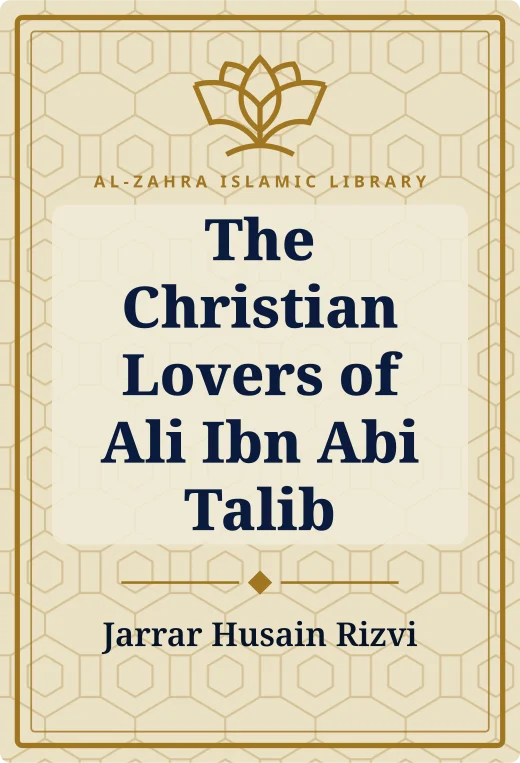 AL-ZAHRA ISLAMIC LIBRARY
The
Christian
Lovers of
Ali Ibn Abi
Talib
Jarrar Husain Rizvi